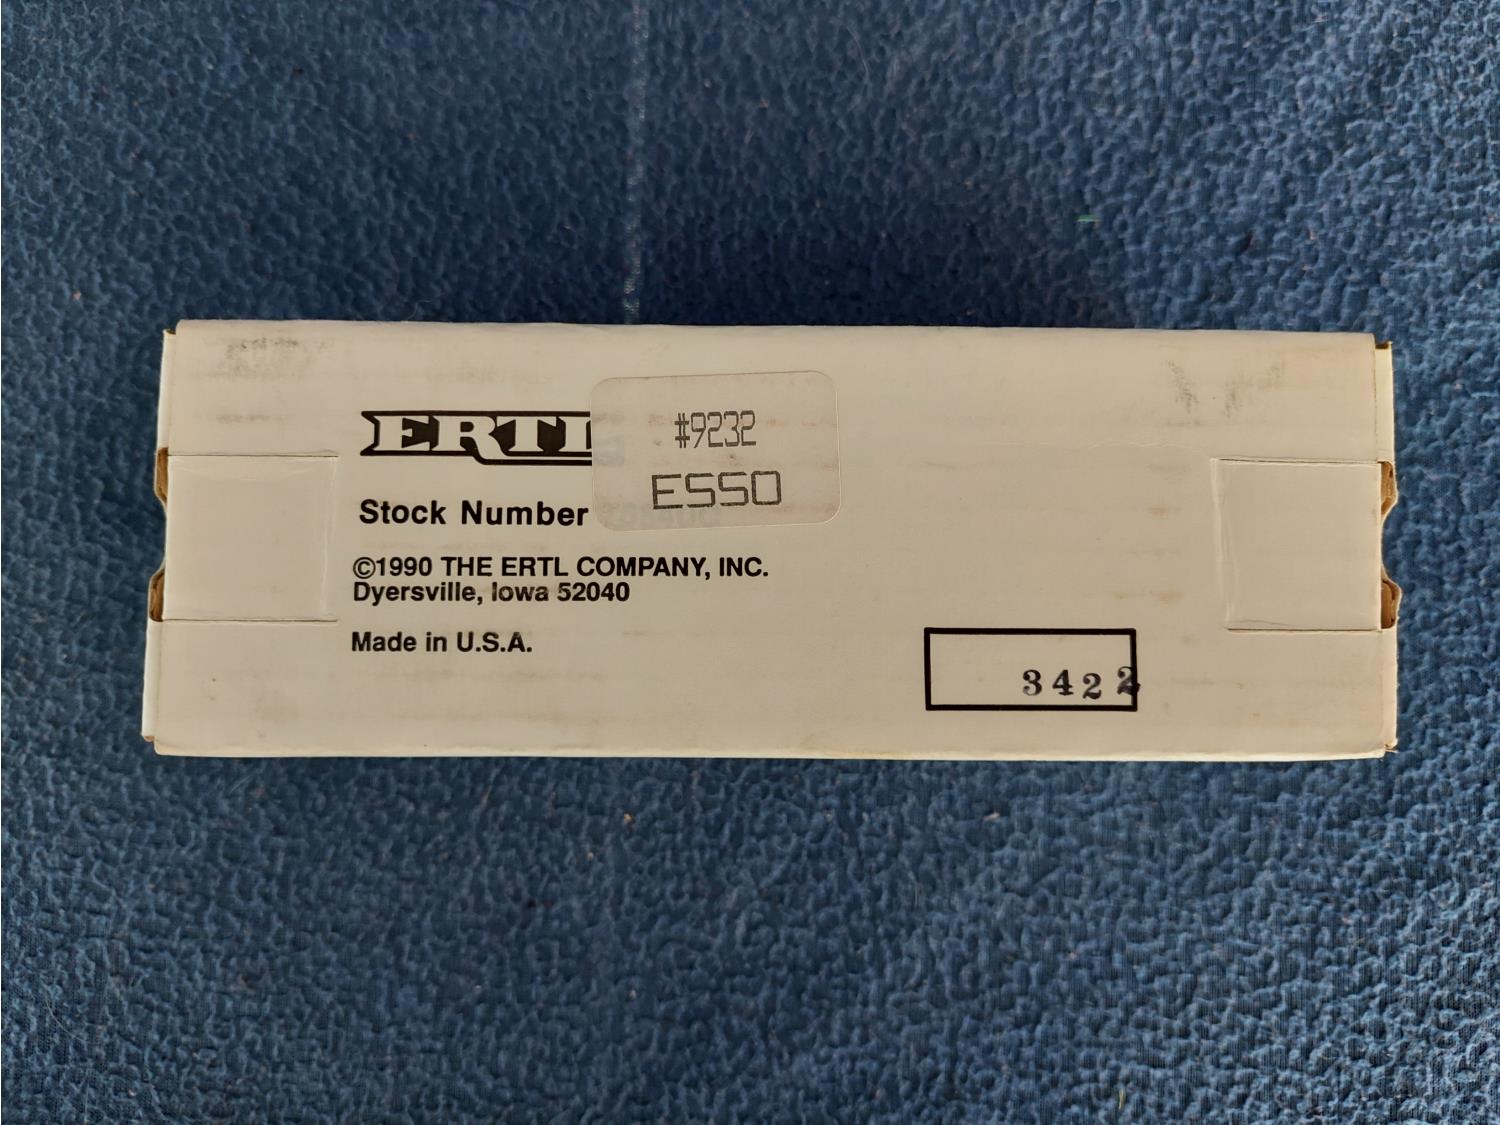 ERTL
#9232
ESSO
Stock Number
©1990 THE ERTL COMPANY, INC.
Dyersville, Iowa 52040
Made in U.S.A.
3422